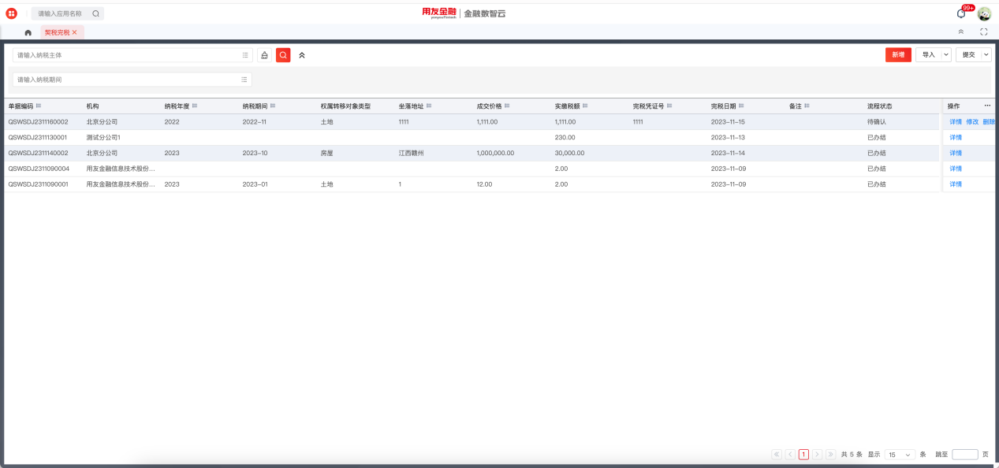 请输入应用名称
用友金融 yonyou Fintech 金融数智云
99+
契税完税
请输入纳税主体
新增 导入 提交
请输入纳税期间
单据编码 机构 纳税年度 纳税期间 权属转移对象类型 坐落地址 成交价格 实缴税额 完税凭证号 完税日期 备注 流程状态 操作 ...
QSWSDJ2311160002 北京分公司 2022 2022-11 土地 1111 1,111.00 1,111.00 1111 2023-11-15 待确认 详情 修改 删除
QSWSDJ2311130001 测试分公司1 230.00 2023-11-13 已办结 详情
QSWSDJ2311140002 北京分公司 2023 2023-10 房屋 江西赣州 1,000,000.00 30,000.00 2023-11-14 已办结 详情
QSWSDJ2311090004 用友金融信息技术股份... 2.00 2023-11-09 已办结 详情
QSWSDJ2311090001 用友金融信息技术股份... 2023 2023-01 土地 1 12.00 2.00 2023-11-09 已办结 详情
1 共 5 条 显示 15 条 跳至 页